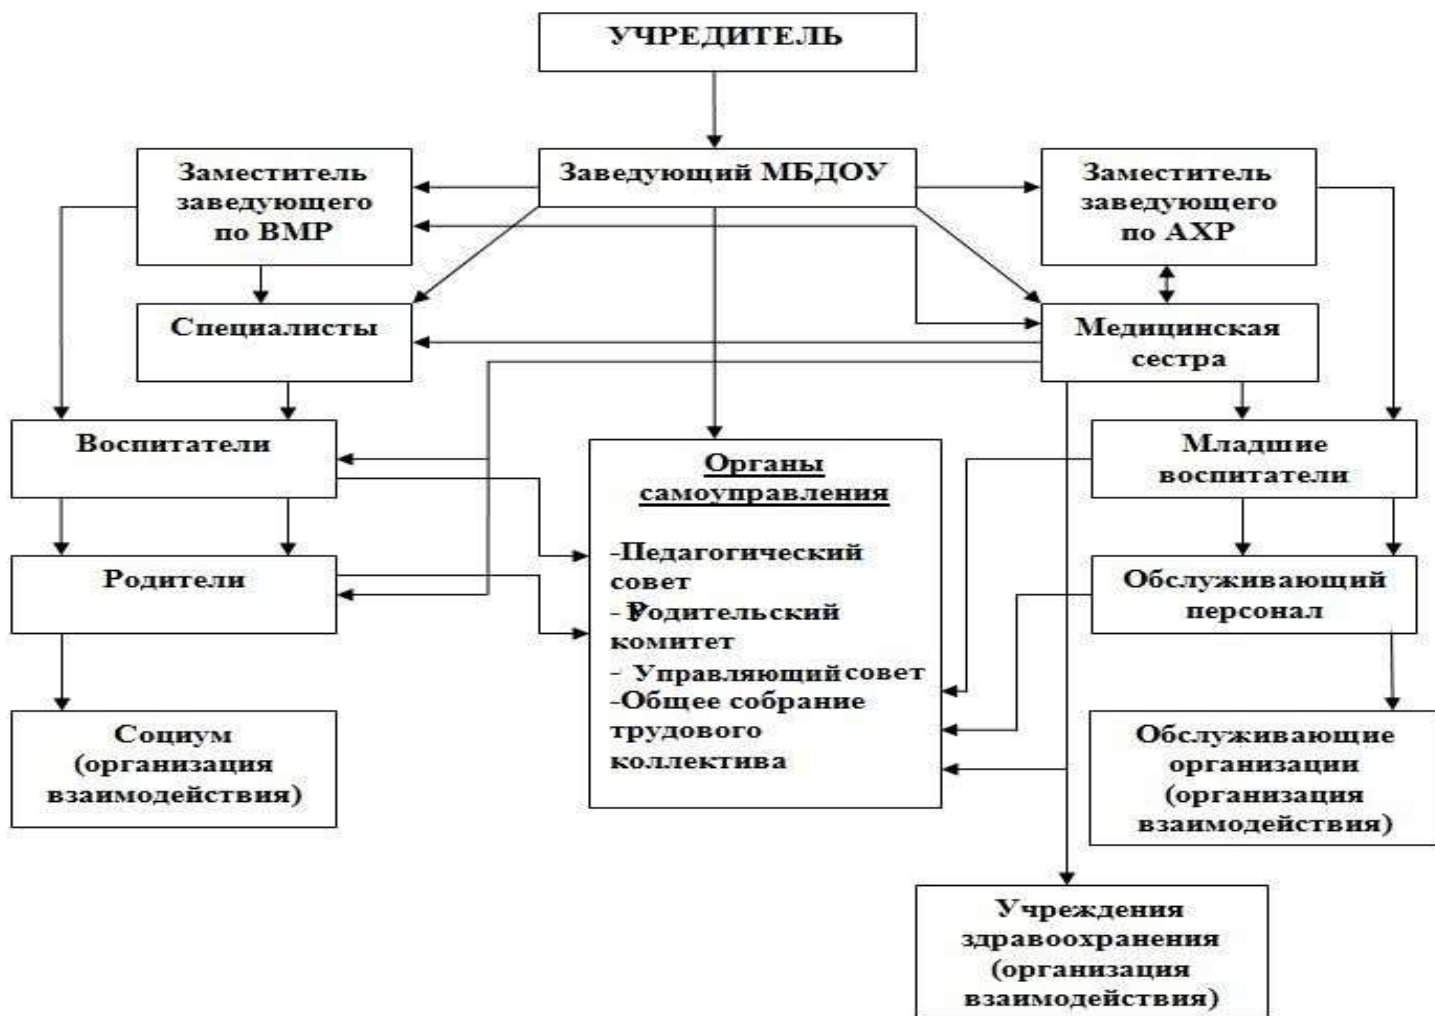 УЧРЕДИТЕЛЬ
Заместитель
заведующего
по ВМР
Заведующий МБДОУ
Заместитель
заведующего
по АХР
Специалисты
Медицинская
сестра
Воспитатели
Органы
самоуправления
-Педагогический
совет
- Родительский
комитет
- Управляющий совет
-Общее собрание
трудового
коллектива
Младшие
воспитатели
Родители
Обслуживающий
персонал
Социум
(организация
взаимодействия)
Обслуживающие
организации
(организация
взаимодействия)
Учреждения
здравоохранения
(организация
взаимодействия)